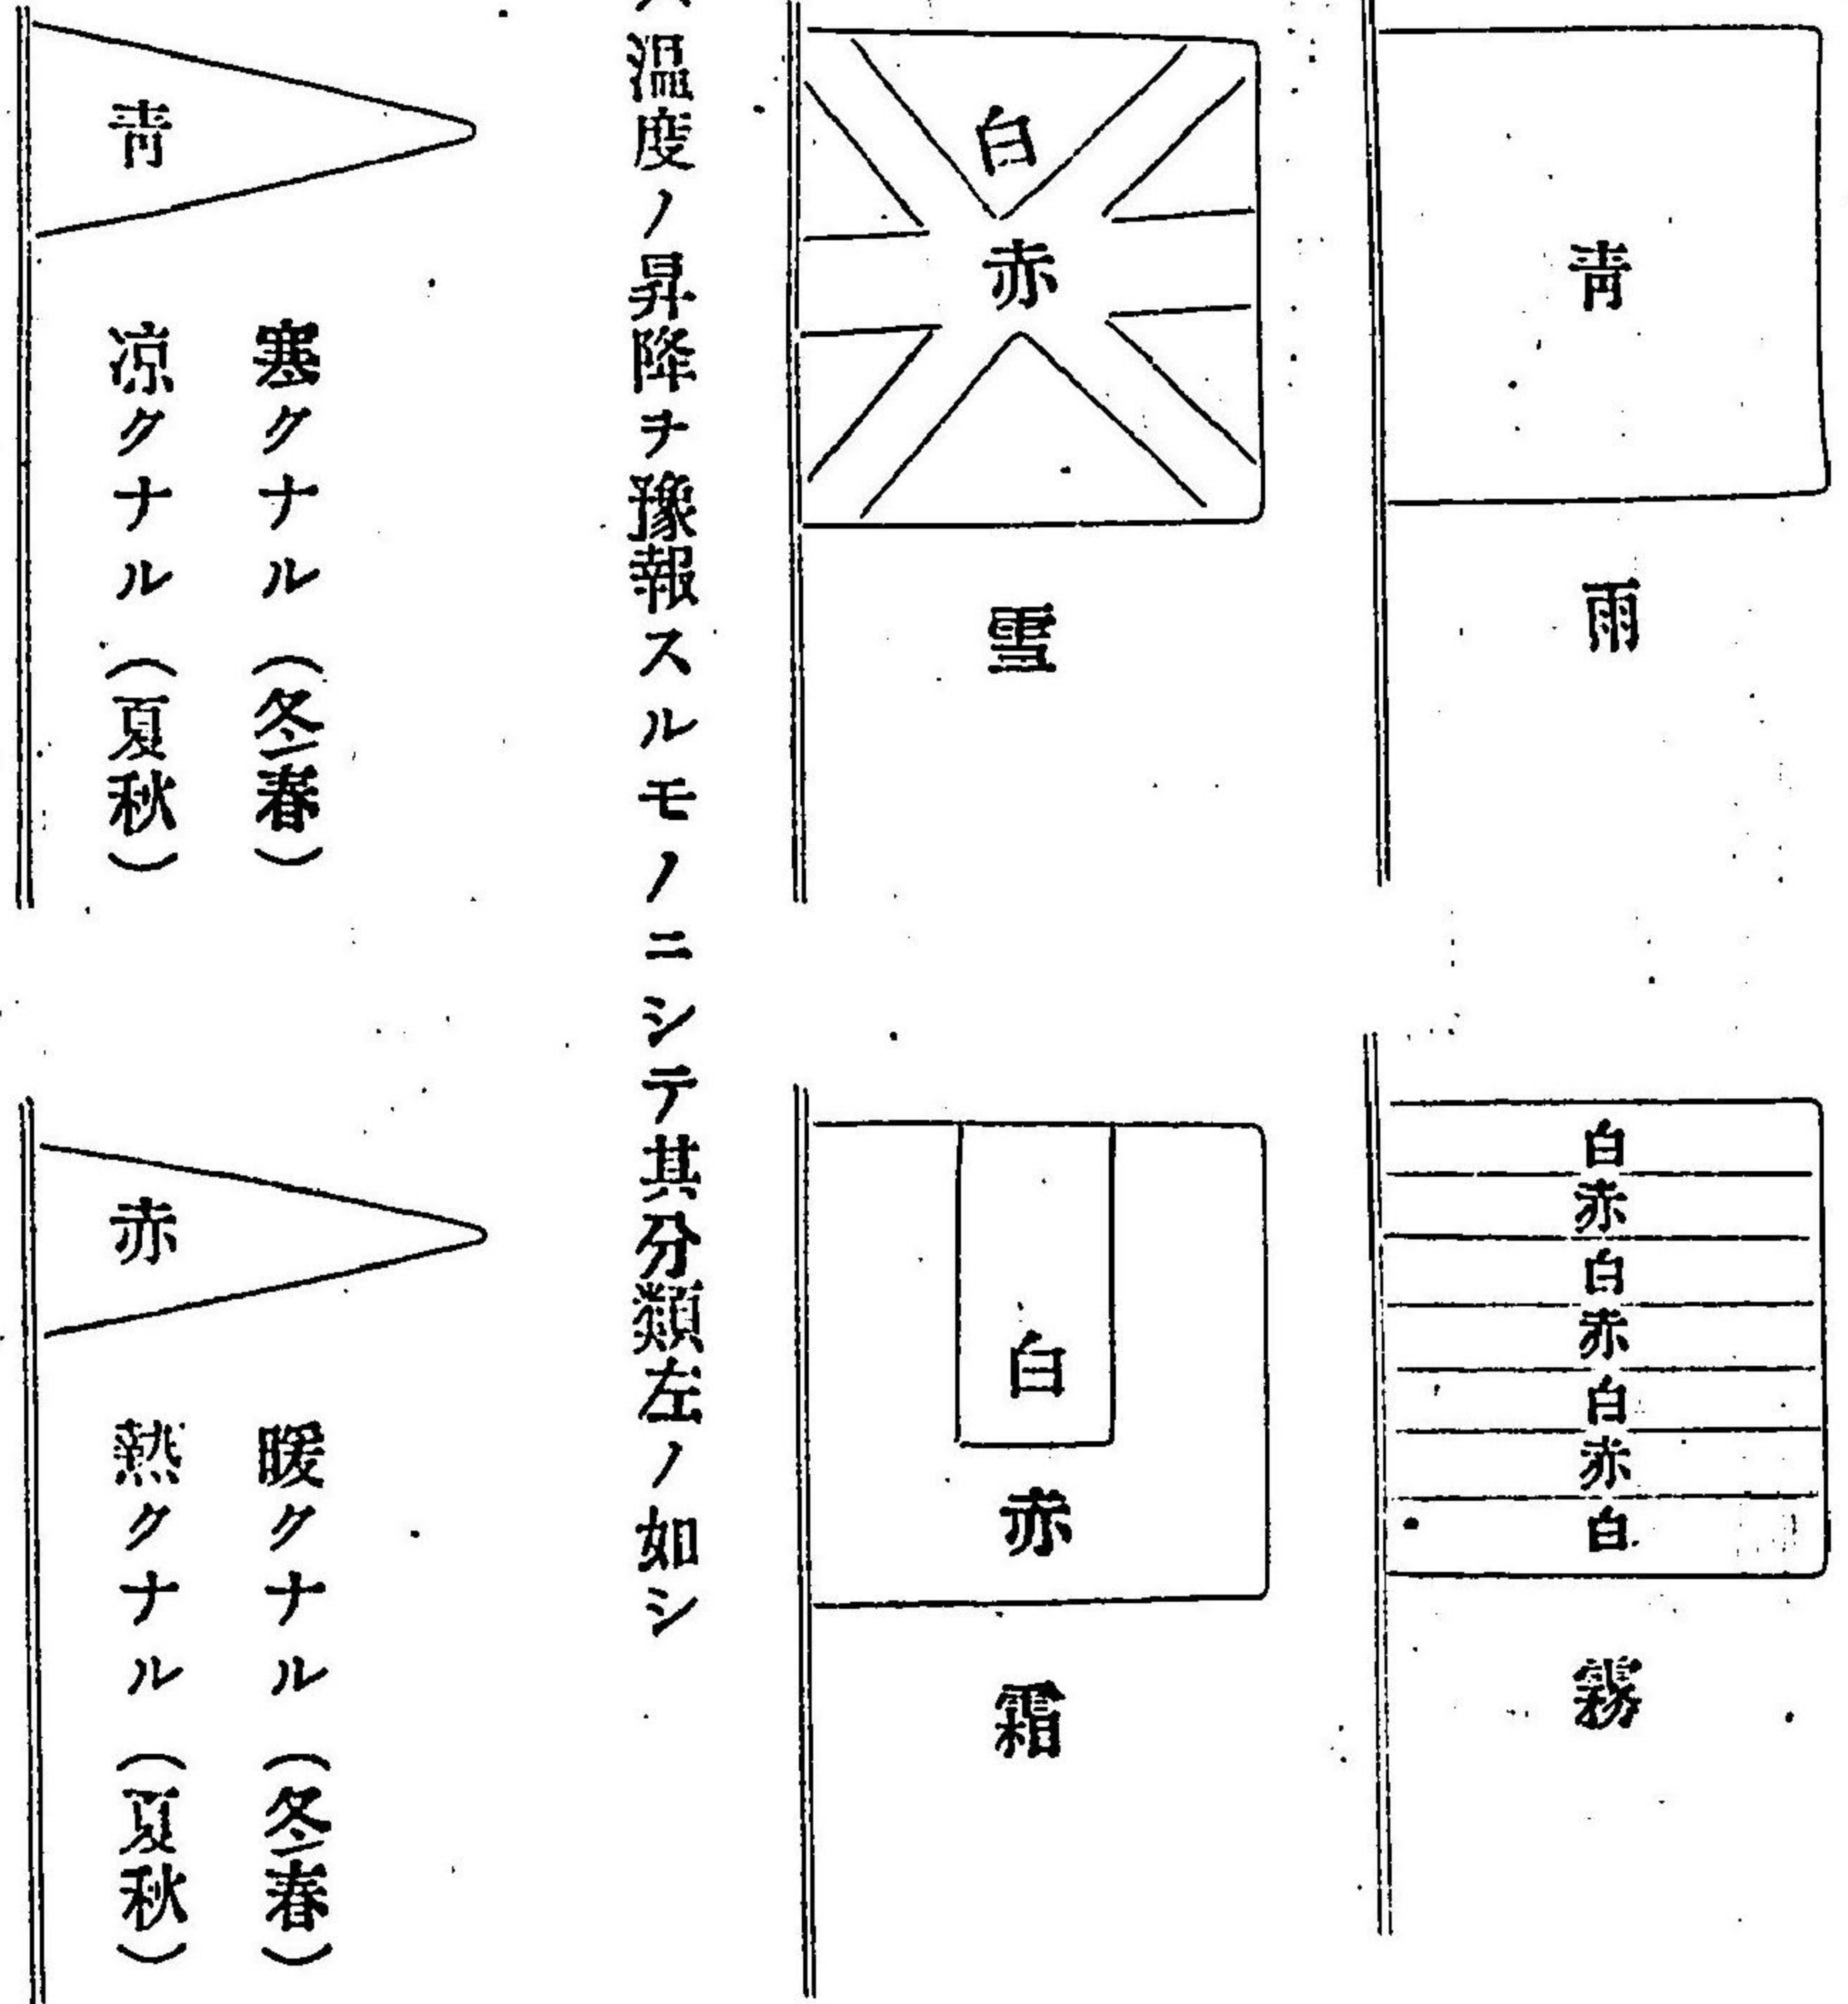 青
雨
白
赤
白
赤
白
赤
白
霧
白
赤
雪
白
赤
霜
温度ノ昇降ヲ豫報スルモノニシテ其分類左ノ如シ
青
寒クナル（冬春）
凉クナル（夏秋）
赤
暖クナル（冬春）
熱クナル（夏秋）